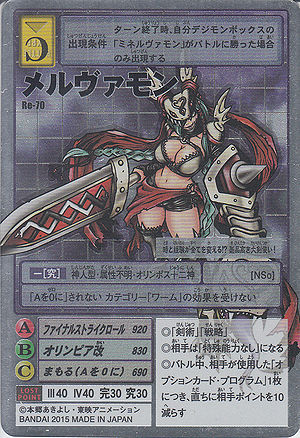 ターン終了時、自分デジモンボックスの
出現条件 「ミネルヴァモン」がバトルに勝った場合
のみ出現する
メルヴァモン
Re-70
一[究] 神人型・属性不明・オリンポス十二神 [NSo]
「Aを0に」されない カテゴリー「ワーム」の効果を受けない
A ファイナルストライクロール 920
B オリンピア改 830
C まもる(Aを0に) 690
LOST POINT Ⅲ40 Ⅳ40 完30 究30
©本郷あきよし・東映アニメーション
BANDAI 2015 MADE IN JAPAN
○「剣術」「戦略」
○相手は「特殊能力なし」になる
○バトル中、相手が使用した「オ
プションカード・プログラム」1枚
につき、直ちに相手ポイントを10
減らす